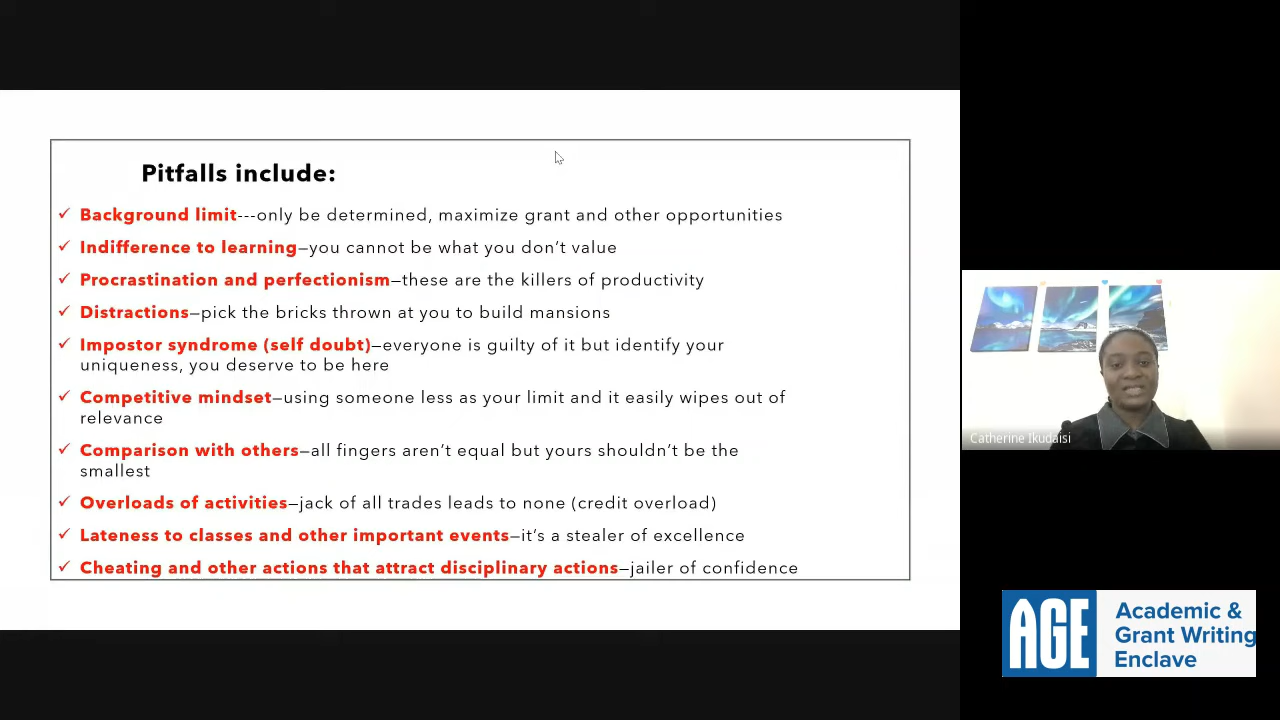 Pitfalls include:
✓ Background limit---only be determined, maximize grant and other opportunities
✓ Indifference to learning—you cannot be what you don’t value
✓ Procrastination and perfectionism—these are the killers of productivity
✓ Distractions—pick the bricks thrown at you to build mansions
✓ Impostor syndrome (self doubt)—everyone is guilty of it but identify your
uniqueness, you deserve to be here
✓ Competitive mindset—using someone less as your limit and it easily wipes out of
relevance
✓ Comparison with others—all fingers aren’t equal but yours shouldn’t be the
smallest
✓ Overloads of activities—jack of all trades leads to none (credit overload)
✓ Lateness to classes and other important events—it’s a stealer of excellence
✓ Cheating and other actions that attract disciplinary actions—jailer of confidence
Catherine Ikudaisi
AGE
Academic &
Grant Writing
Enclave